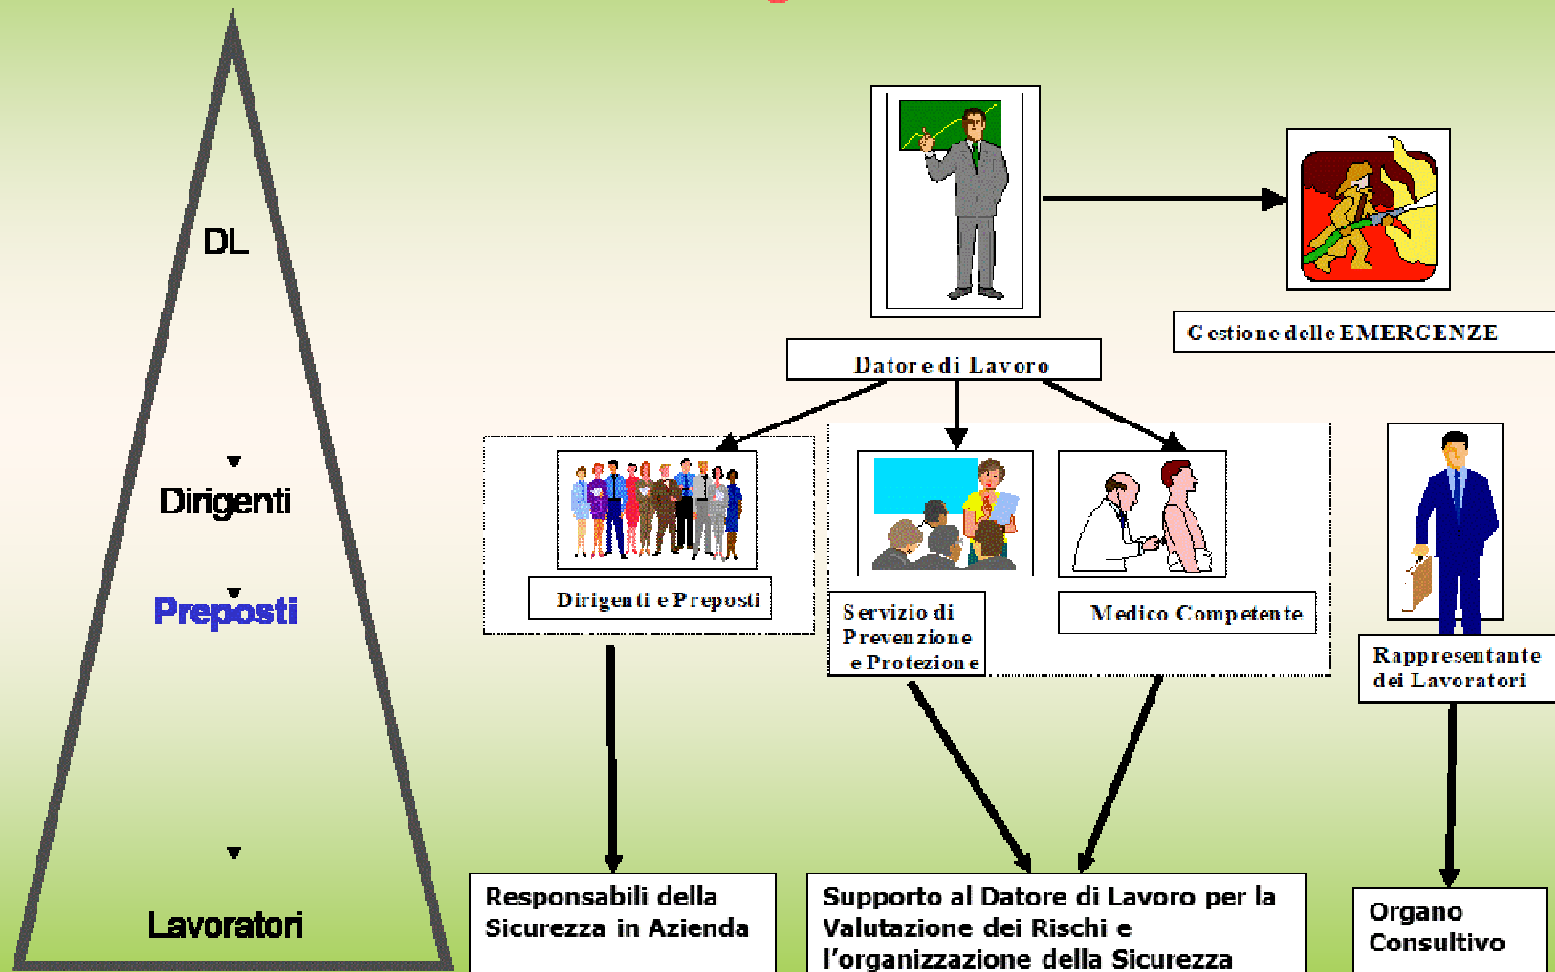 DL
Dirigenti
Preposti
Lavoratori
Gestione delle EMERGENZE
Datore di Lavoro
Dirigenti e Preposti
Servizio di
Prevenzione
e Protezione
Medico Competente
Rappresentante
dei Lavoratori
Responsabili della
Sicurezza in Azienda
Supporto al Datore di Lavoro per la
Valutazione dei Rischi e
l'organizzazione della Sicurezza
Organo
Consultivo